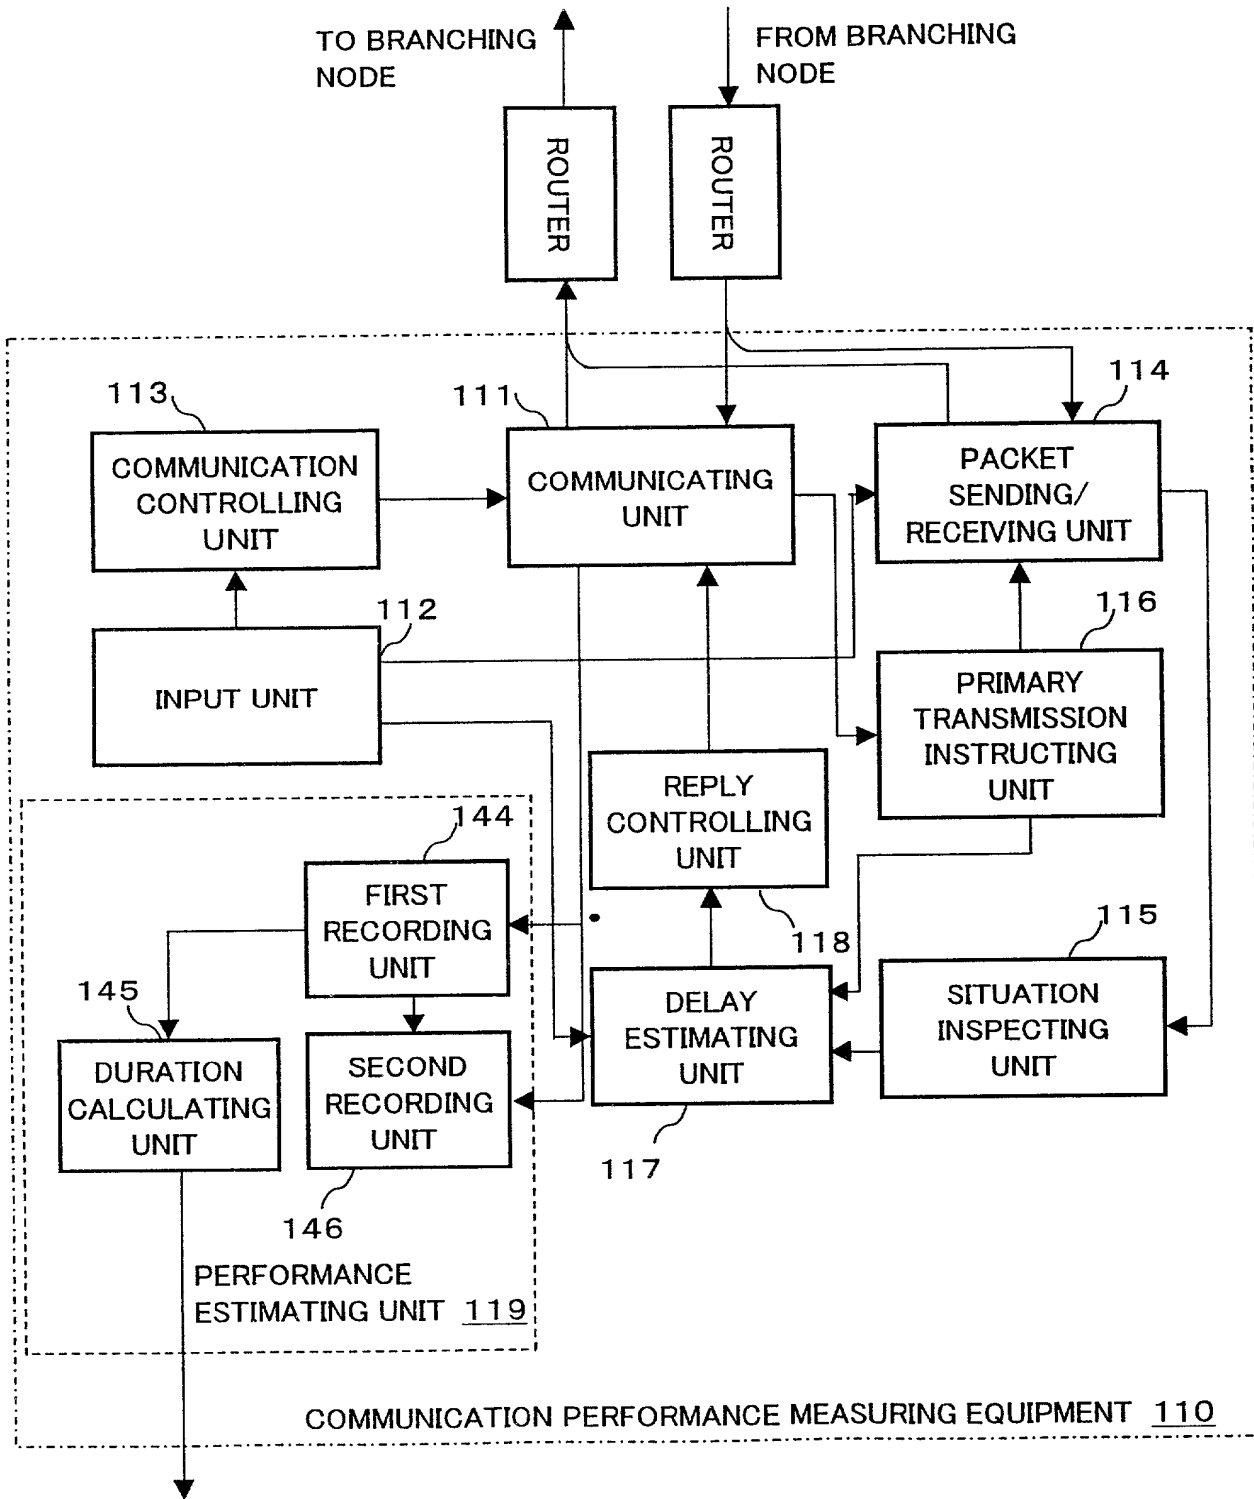 TO BRANCHING
NODE
FROM BRANCHING
NODE
ROUTER
ROUTER
113
111
114
COMMUNICATION
CONTROLLING
UNIT
COMMUNICATING
UNIT
PACKET
SENDING/
RECEIVING UNIT
112
116
INPUT UNIT
PRIMARY
TRANSMISSION
INSTRUCTING
UNIT
REPLY
CONTROLLING
UNIT
144
118
115
FIRST
RECORDING
UNIT
145
DELAY
ESTIMATING
UNIT
SITUATION
INSPECTING
UNIT
DURATION
CALCULATING
UNIT
SECOND
RECORDING
UNIT
117
146
PERFORMANCE
ESTIMATING UNIT 119
COMMUNICATION PERFORMANCE MEASURING EQUIPMENT 110